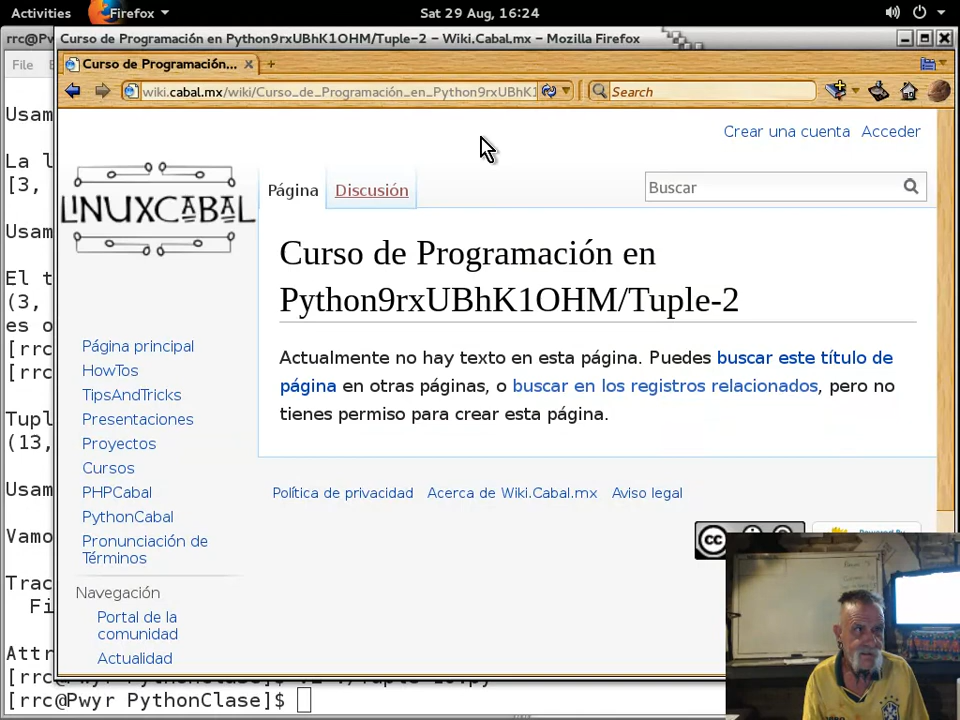 Activities
Firefox
Sat 29 Aug, 16:24
rrc@Pw
Curso de Programación en Python9rxUBhK1OHM/Tuple-2 – Wiki.Cabal.mx – Mozilla Firefox
File
Curso de Programación...
wiki.cabal.mx/wiki/Curso_de_Programación_en_Python9rxUBhK1
Search
Usam
La l
[3,
Usam
El t
(3,
es o
[rrc
[rrc
Tupl
(13,
Usam
Vamo
Trac
Fi
Attr
Crear una cuenta Acceder
LINUXCABAL
Página
Discusión
Buscar
Curso de Programación en
Python9rxUBhK1OHM/Tuple-2
Actualmente no hay texto en esta página. Puedes buscar este título de
página en otras páginas, o buscar en los registros relacionados, pero no
tienes permiso para crear esta página.
Página principal
HowTos
TipsAndTricks
Presentaciones
Proyectos
Cursos
PHPCabal
PythonCabal
Pronunciación de
Términos
Navegación
Portal de la
comunidad
Actualidad
Política de privacidad Acerca de Wiki.Cabal.mx Aviso legal
cc
[rrc@Pwyr PythonClase]$